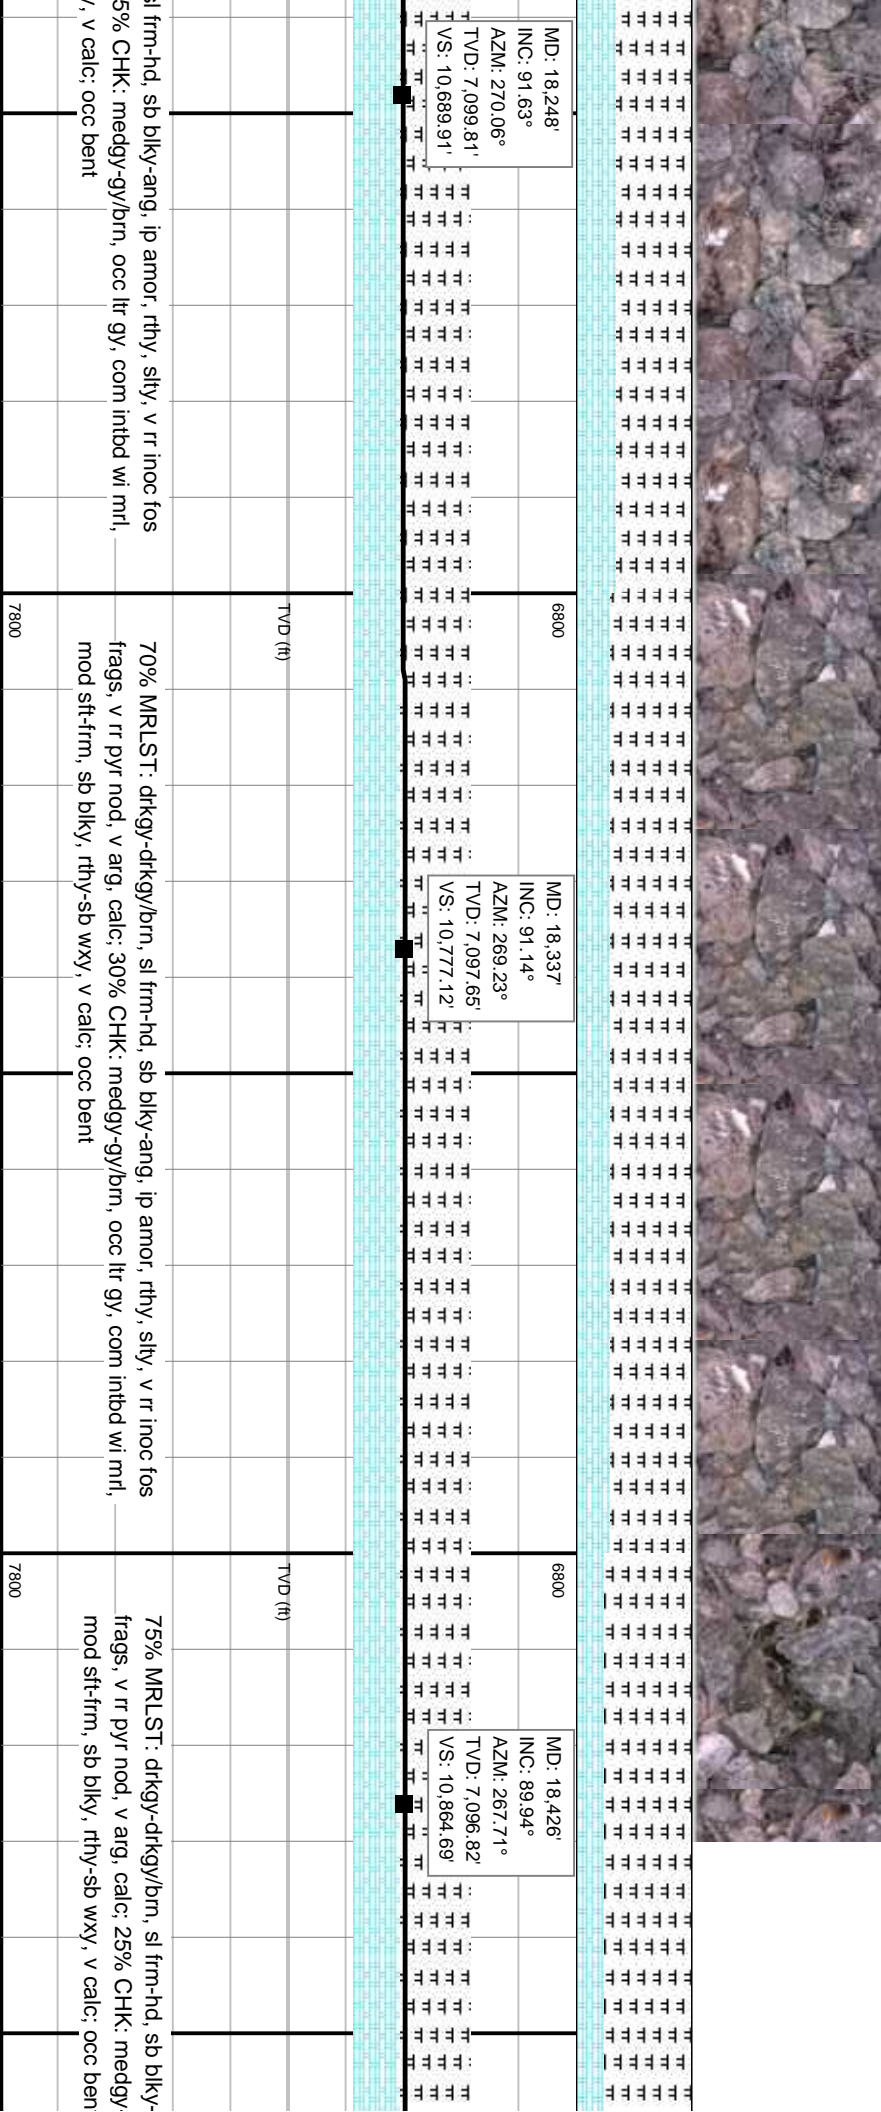 MD: 18,248'
INC: 91.63°
AZM: 270.06°
TVD: 7,099.81'
VS: 10,689.91'
sl frm-hd, sb blky-ang, ip amor, rthy, slty, v rr inoc fos
5% CHK: medgy-gy/brn, occ ltr gy, com intbd wi mrl,
, v calc; occ bent
6800
TVD (ft)
7800
MD: 18,337'
INC: 91.14°
AZM: 269.23°
TVD: 7,097.65'
VS: 10,777.12'
70% MRLST: drkgy-drkgy/brn, sl frm-hd, sb blky-ang, ip amor, rthy, slty, v rr inoc fos
frags, v rr pyr nod, v arg, calc; 30% CHK: medgy-gy/brn, occ ltr gy, com intbd wi mrl,
mod sft-frm, sb blky, rthy-sb wxy, v calc; occ bent
6800
TVD (ft)
7800
MD: 18,426'
INC: 89.94°
AZM: 267.71°
TVD: 7,096.82'
VS: 10,864.69'
75% MRLST: drkgy-drkgy/brn, sl frm-hd, sb blky-
frags, v rr pyr nod, v arg, calc; 25% CHK: medgy-
mod sft-frm, sb blky, rthy-sb wxy, v calc; occ ben